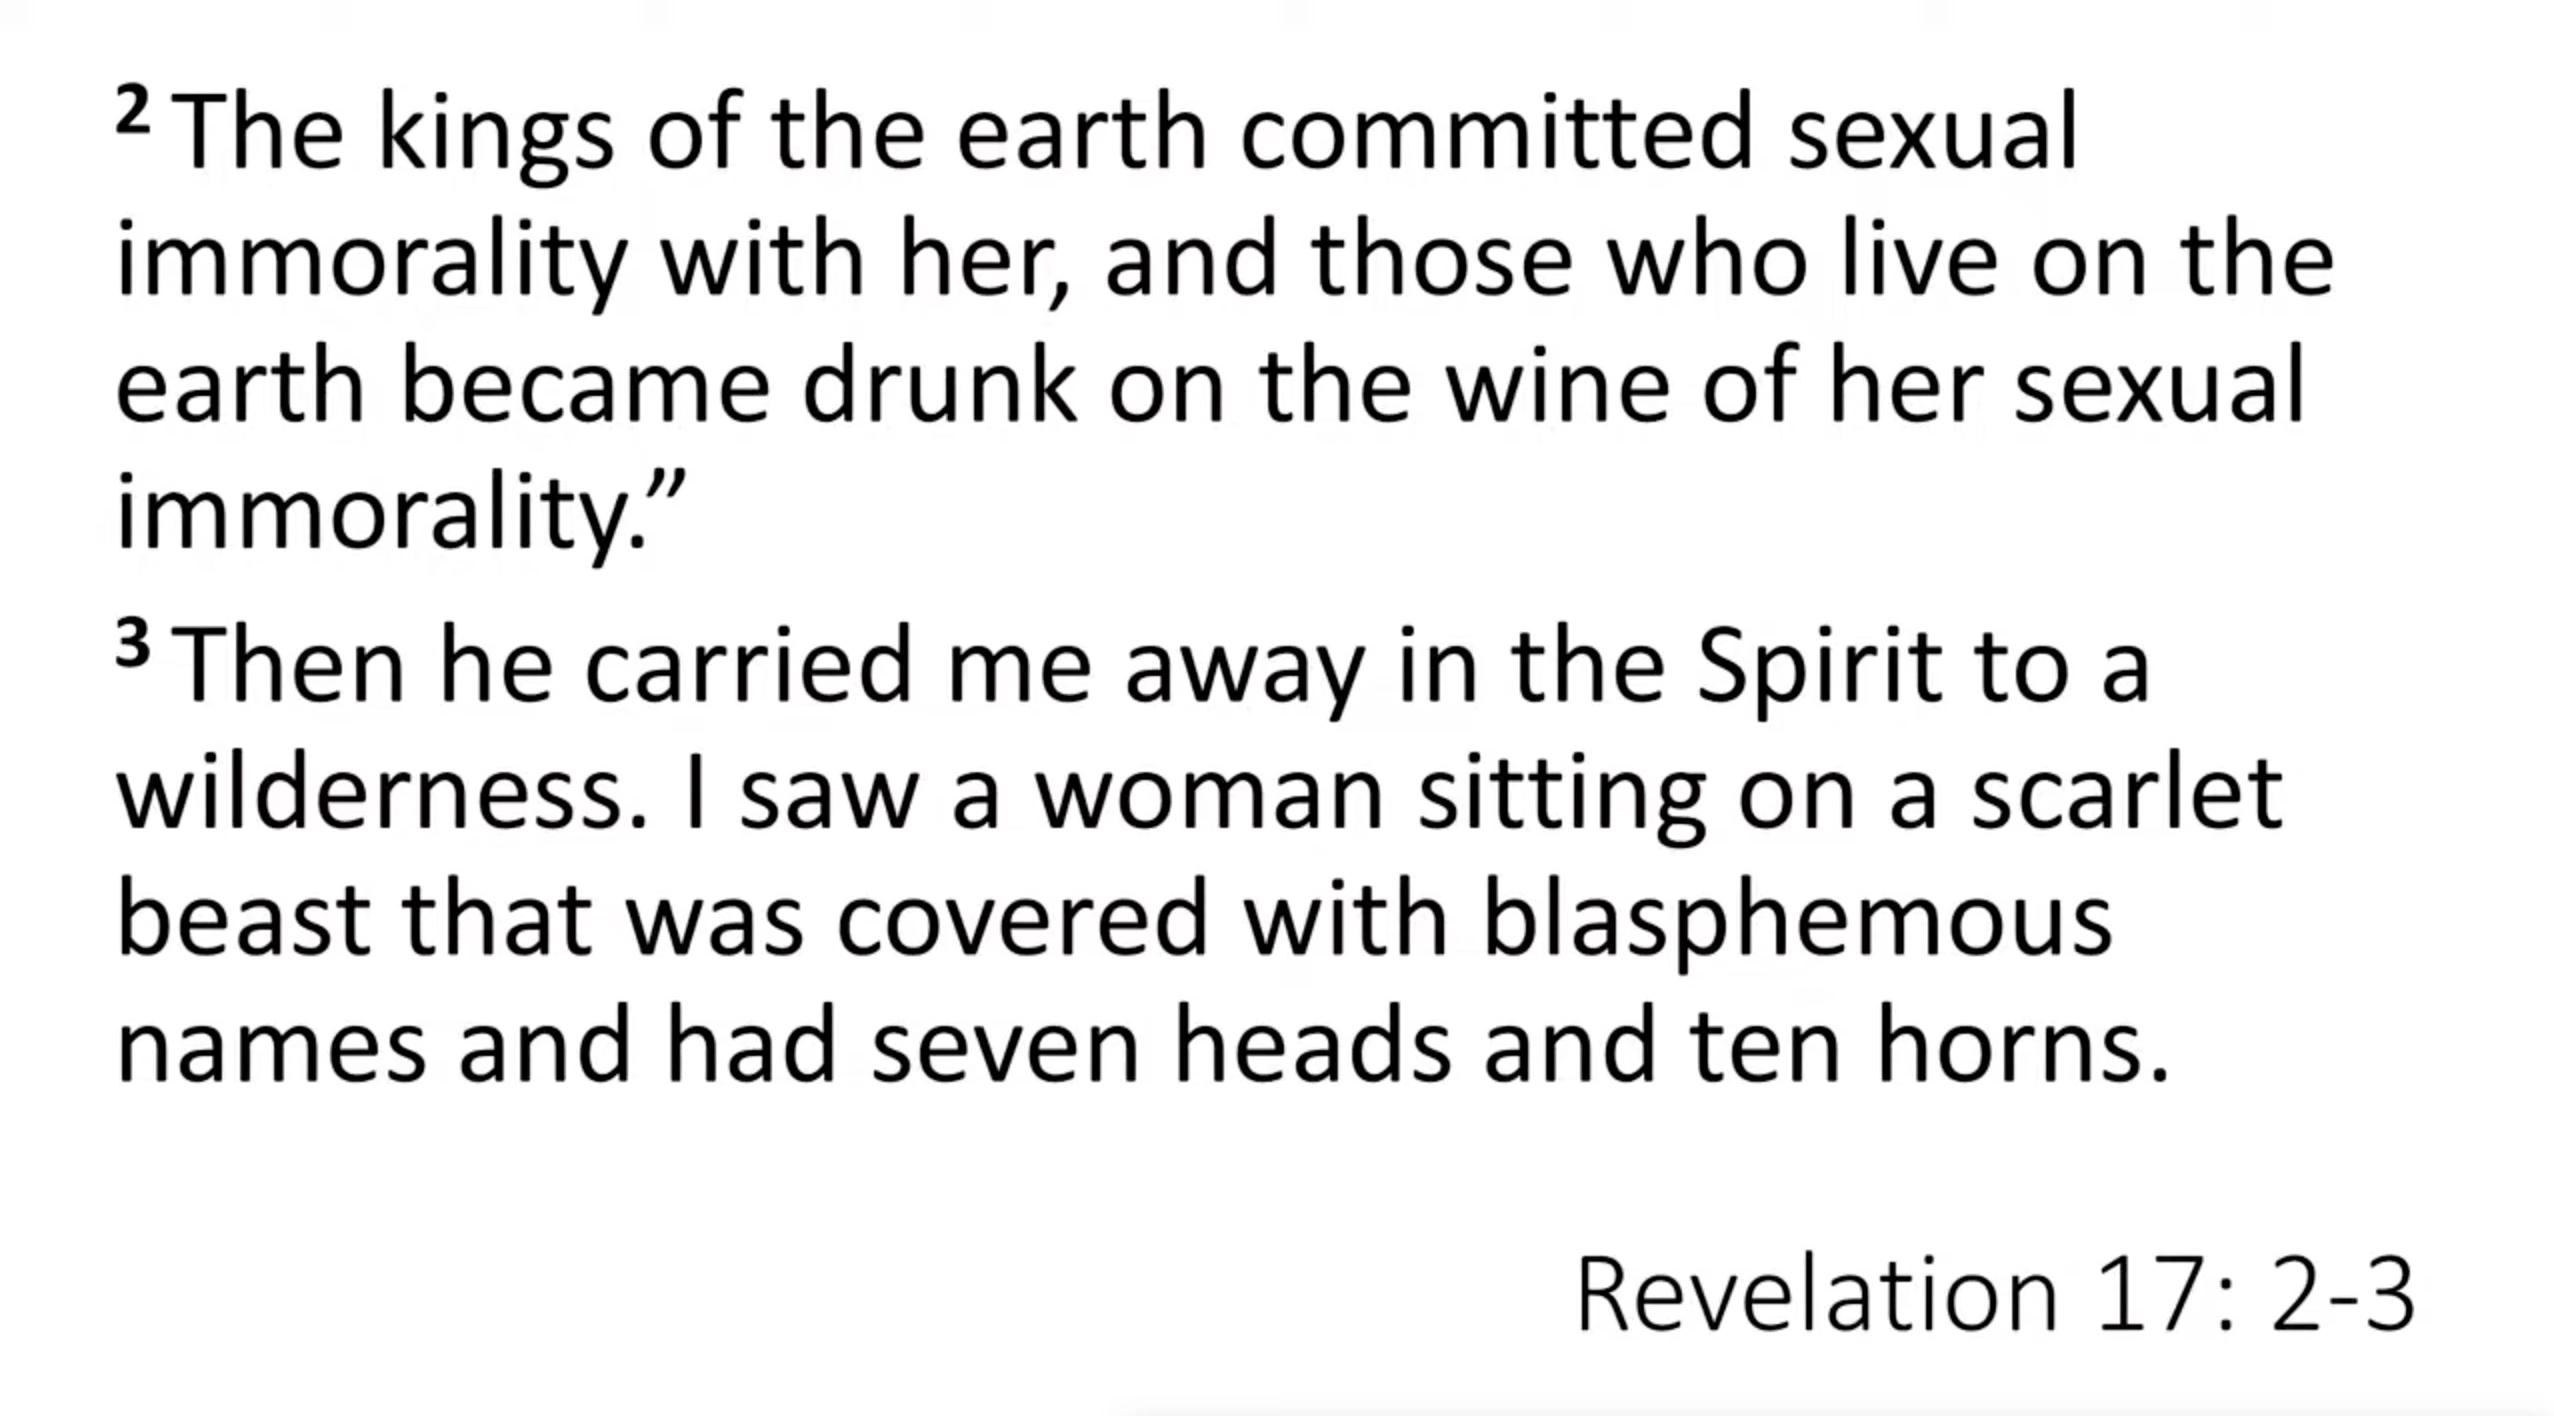 2 The kings of the earth committed sexual
immorality with her, and those who live on the
earth became drunk on the wine of her sexual
immorality.”
3 Then he carried me away in the Spirit to a
wilderness. I saw a woman sitting on a scarlet
beast that was covered with blasphemous
names and had seven heads and ten horns.
Revelation 17: 2-3